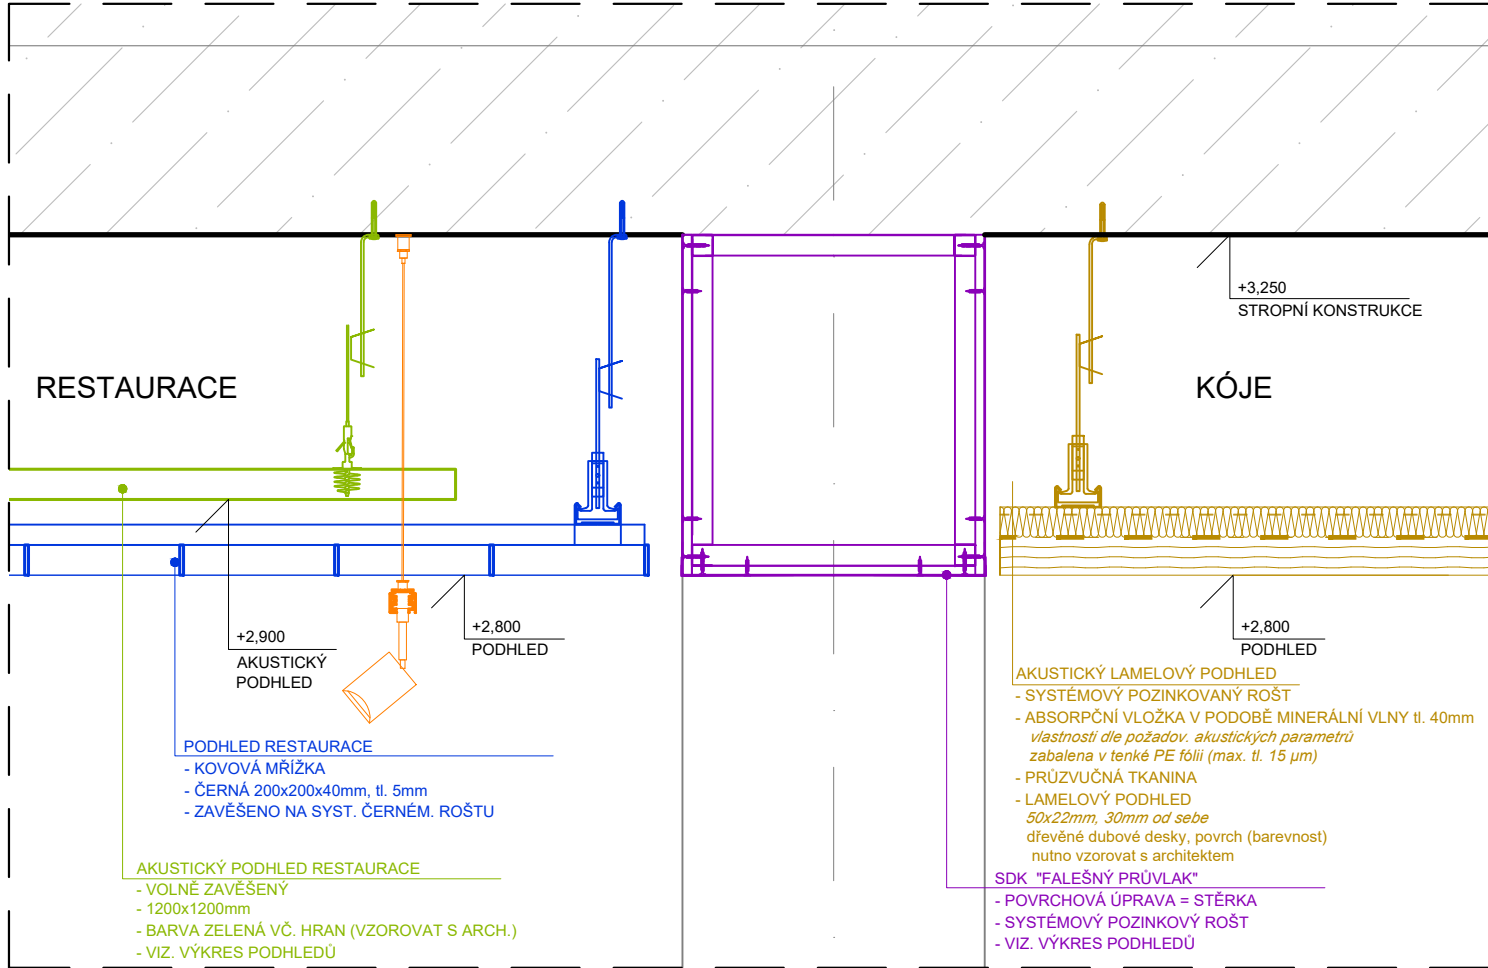 +3,250
STROPNÍ KONSTRUKCE
RESTAURACE
KÓJE
+2,900
AKUSTICKÝ
PODHLED
+2,800
PODHLED
+2,800
PODHLED
PODHLED RESTAURACE
- KOVOVÁ MŘÍŽKA
- ČERNÁ 200x200x40mm, tl. 5mm
- ZAVĚŠENO NA SYST. ČERNÉM. ROŠTU
AKUSTICKÝ PODHLED RESTAURACE
- VOLNĚ ZAVĚŠENÝ
- 1200x1200mm
- BARVA ZELENÁ VČ. HRAN (VZOROVAT S ARCH.)
- VIZ. VÝKRES PODHLEDŮ
AKUSTICKÝ LAMELOVÝ PODHLED
- SYSTÉMOVÝ POZINKOVANÝ ROŠT
- ABSORPČNÍ VLOŽKA V PODOBĚ MINERÁLNÍ VLNY tl. 40mm
vlastnosti dle požadov. akustických parametrů
zabalena v tenké PE fólii (max. tl. 15 µm)
- PRŮZVUČNÁ TKANINA
- LAMELOVÝ PODHLED
50x22mm, 30mm od sebe
dřevěné dubové desky, povrch (barevnost)
nutno vzorovat s architektem
SDK "FALEŠNÝ PRŮVLAK"
- POVRCHOVÁ ÚPRAVA = STĚRKA
- SYSTÉMOVÝ POZINKOVÝ ROŠT
- VIZ. VÝKRES PODHLEDŮ